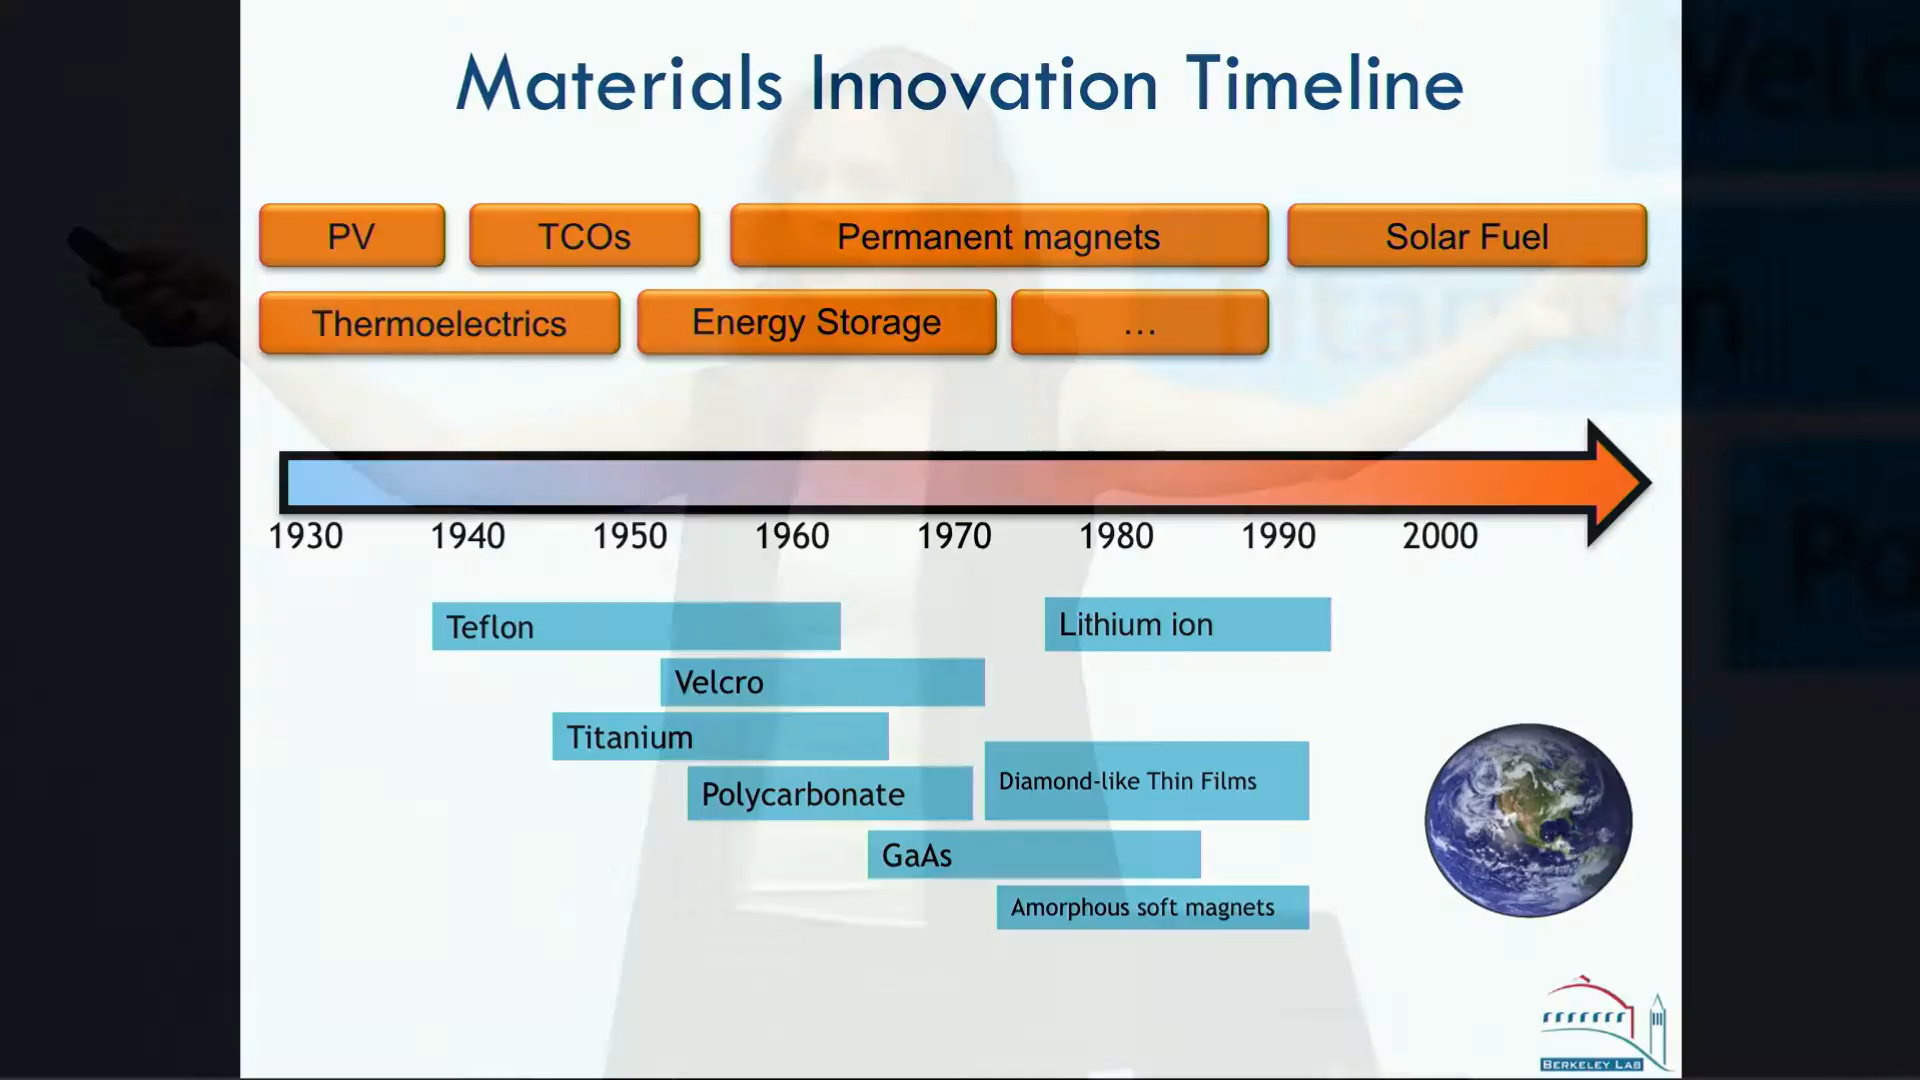 Materials Innovation Timeline
PV TCOs Permanent magnets Solar Fuel
Thermoelectrics Energy Storage ...
1930 1940 1950 1960 1970 1980 1990 2000
Teflon
Lithium ion
Velcro
Titanium
Polycarbonate
Diamond-like Thin Films
GaAs
Amorphous soft magnets
BERKELEY LAB